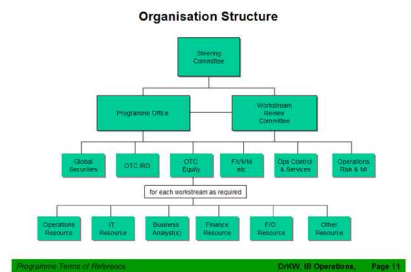 Organisation Structure
Steering
Committee
Programme Office
Workstream
Review
Committee
Global
Securities
OTC IRD
OTC
Equity
FX/MM
etc
Ops Control
& Services
Operations
Risk & MI
for each workstream as required
Operations
Resource
IT
Resource
Business
Analyst(s)
Finance
Resource
F/O
Resource
Other
Resource
Programme Terms of Reference
DrKW, IB Operations, Page 11